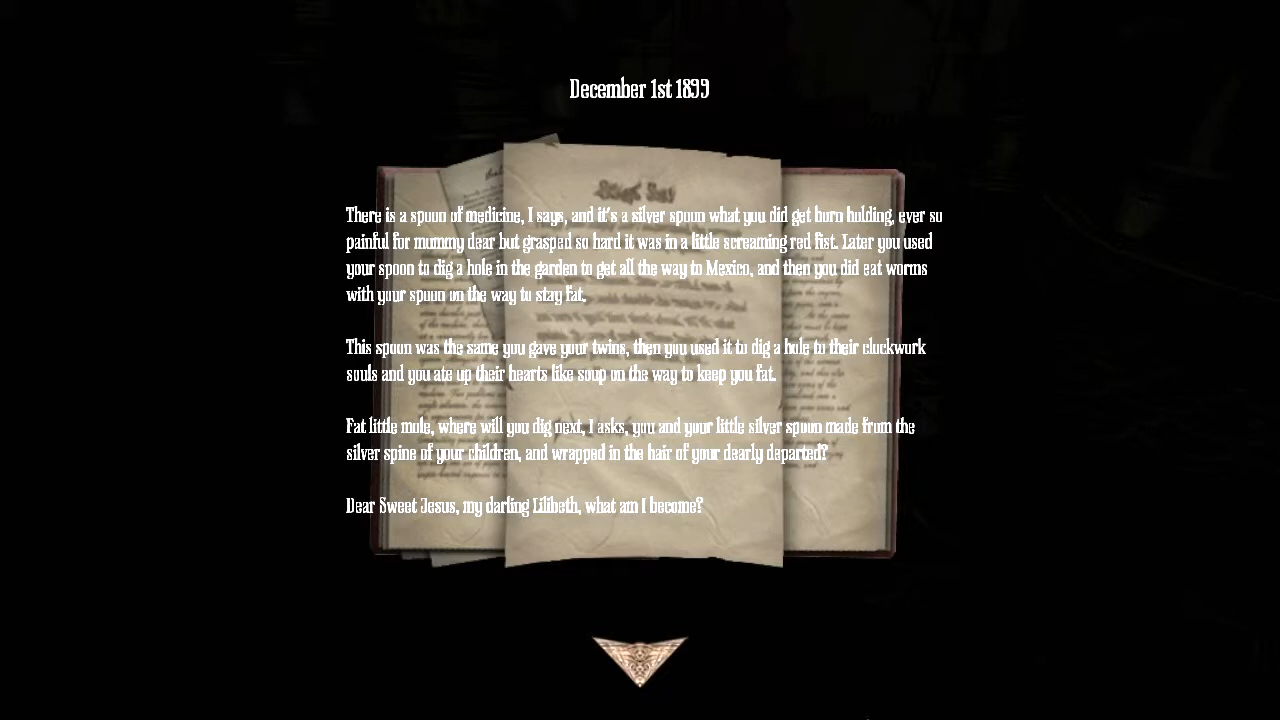 December 1st 1899
There is a spoon of medicine, I says, and it's a silver spoon what you did get born holding, ever so
painful for mummy dear but grasped so hard it was in a little screaming red fist. Later you used
your spoon to dig a hole in the garden to get all the way to Mexico, and then you did eat worms
with your spoon on the way to stay fat.
This spoon was the same you gave your twins, then you used it to dig a hole to their clockwork
souls and you ate up their hearts like soup on the way to keep you fat.
Fat little mole, where will you dig next, I asks, you and your little silver spoon made from the
silver spine of your children, and wrapped in the hair of your dearly departed?
Dear Sweet Jesus, my darling Lilibeth, what am I become?